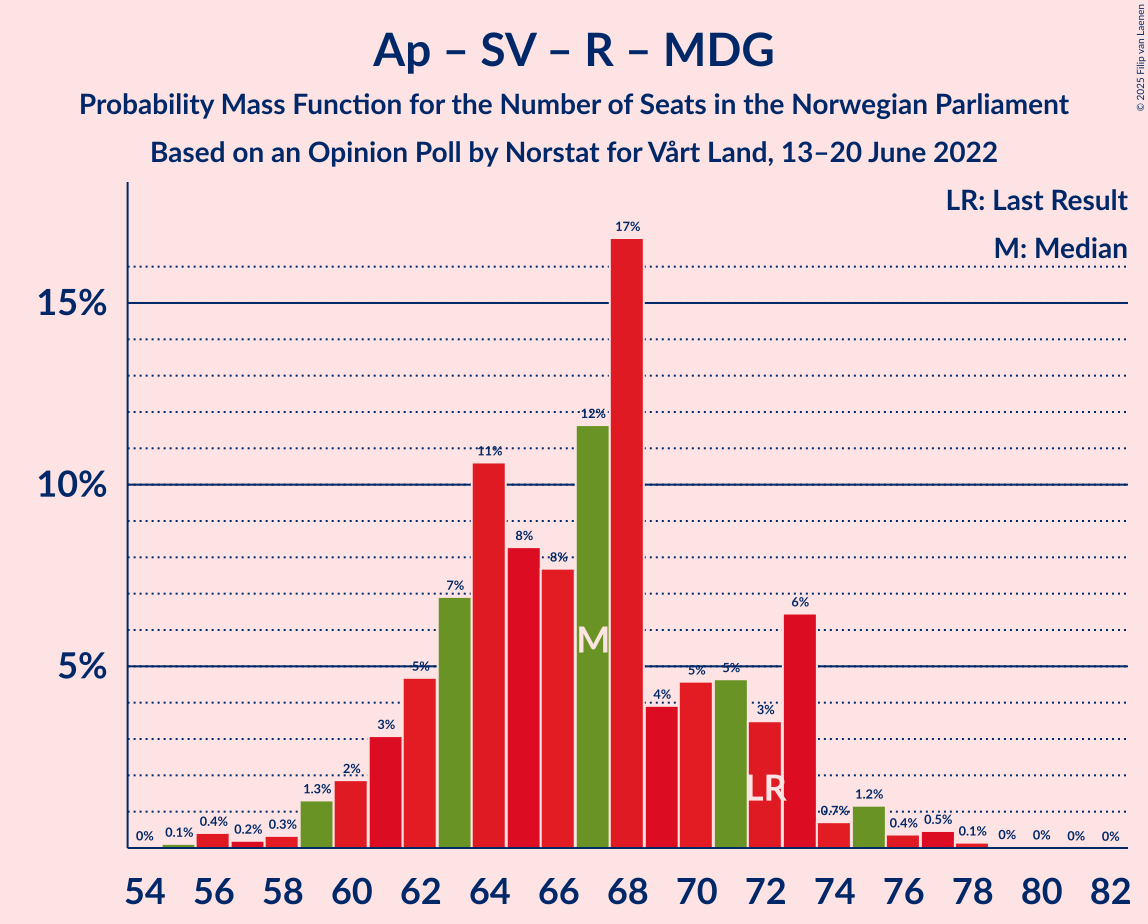 Ap – SV – R – MDG
Probability Mass Function for the Number of Seats in the Norwegian Parliament
Based on an Opinion Poll by Norstat for Vårt Land, 13–20 June 2022
© 2025 Filip van Laenen
LR: Last Result
M: Median
15%
10%
5%
0% 0.1% 0.4% 0.2% 0.3% 1.3% 2% 3% 5% 7% 11% 8% 8% 12% 17% 4% 5% 5% 3% 6% 0.7% 1.2% 0.4% 0.5% 0.1% 0% 0% 0% 0%
M
LR
54 56 58 60 62 64 66 68 70 72 74 76 78 80 82